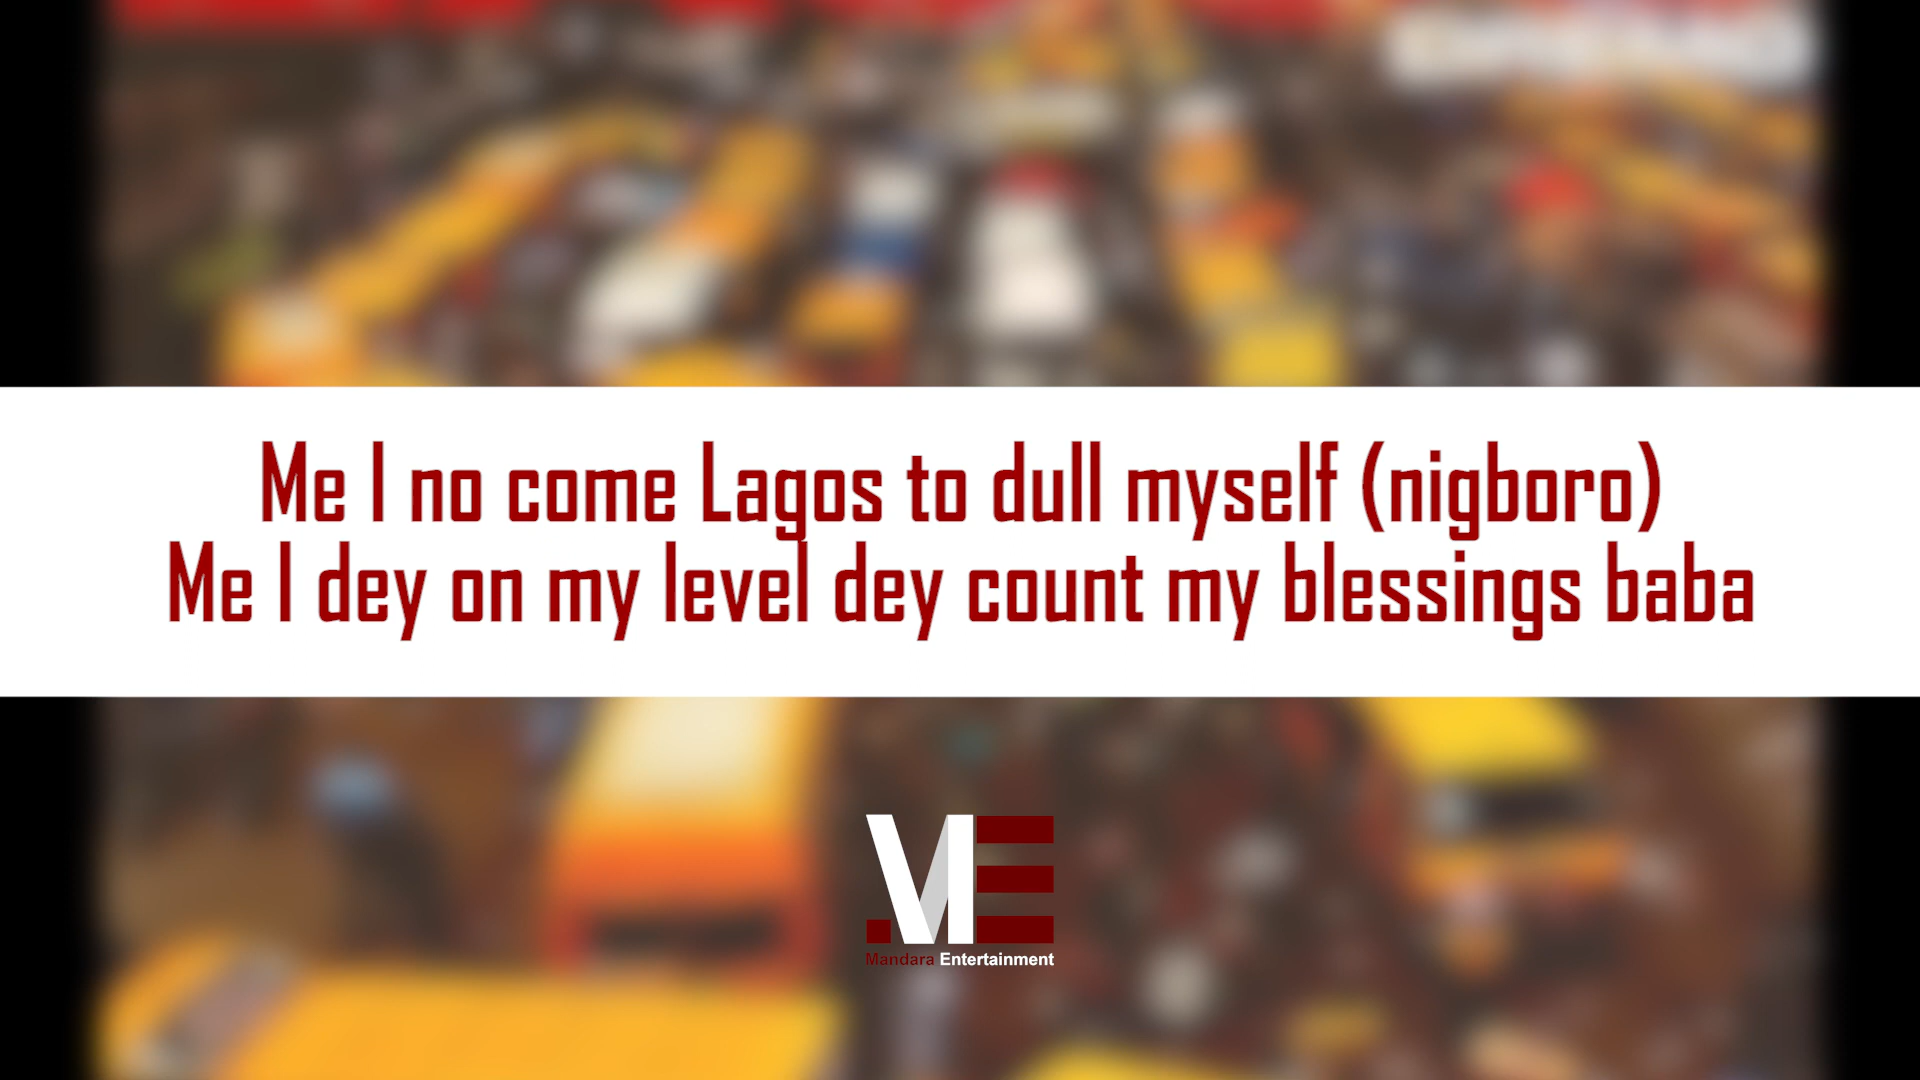 Me I no come Lagos to dull myself (nigboro)
Me I dey on my level dey count my blessings baba
ME
Mandara Entertainment